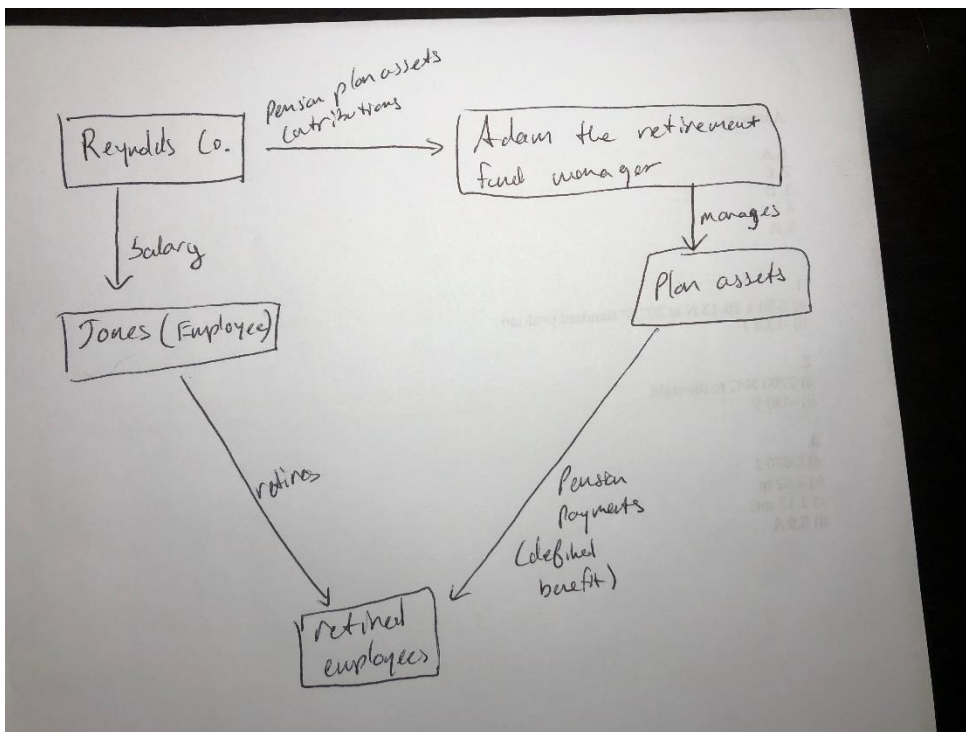 Pension plan assets
contributions
Reynolds Co.
Adam the retirement
fund manager
manages
Salary
Plan assets
Jones (Employee)
retires
Pension
Payments
(defined
benefit)
retired
employees